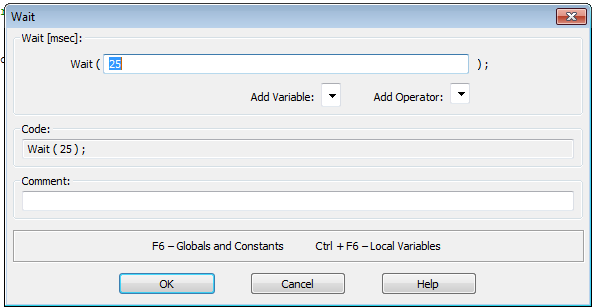 Wait
Wait [msec]:
Wait ( 25 ) ;
Add Variable: Add Operator:
Code:
Wait ( 25 ) ;
Comment:
F6 – Globals and Constants Ctrl + F6 – Local Variables
OK Cancel Help